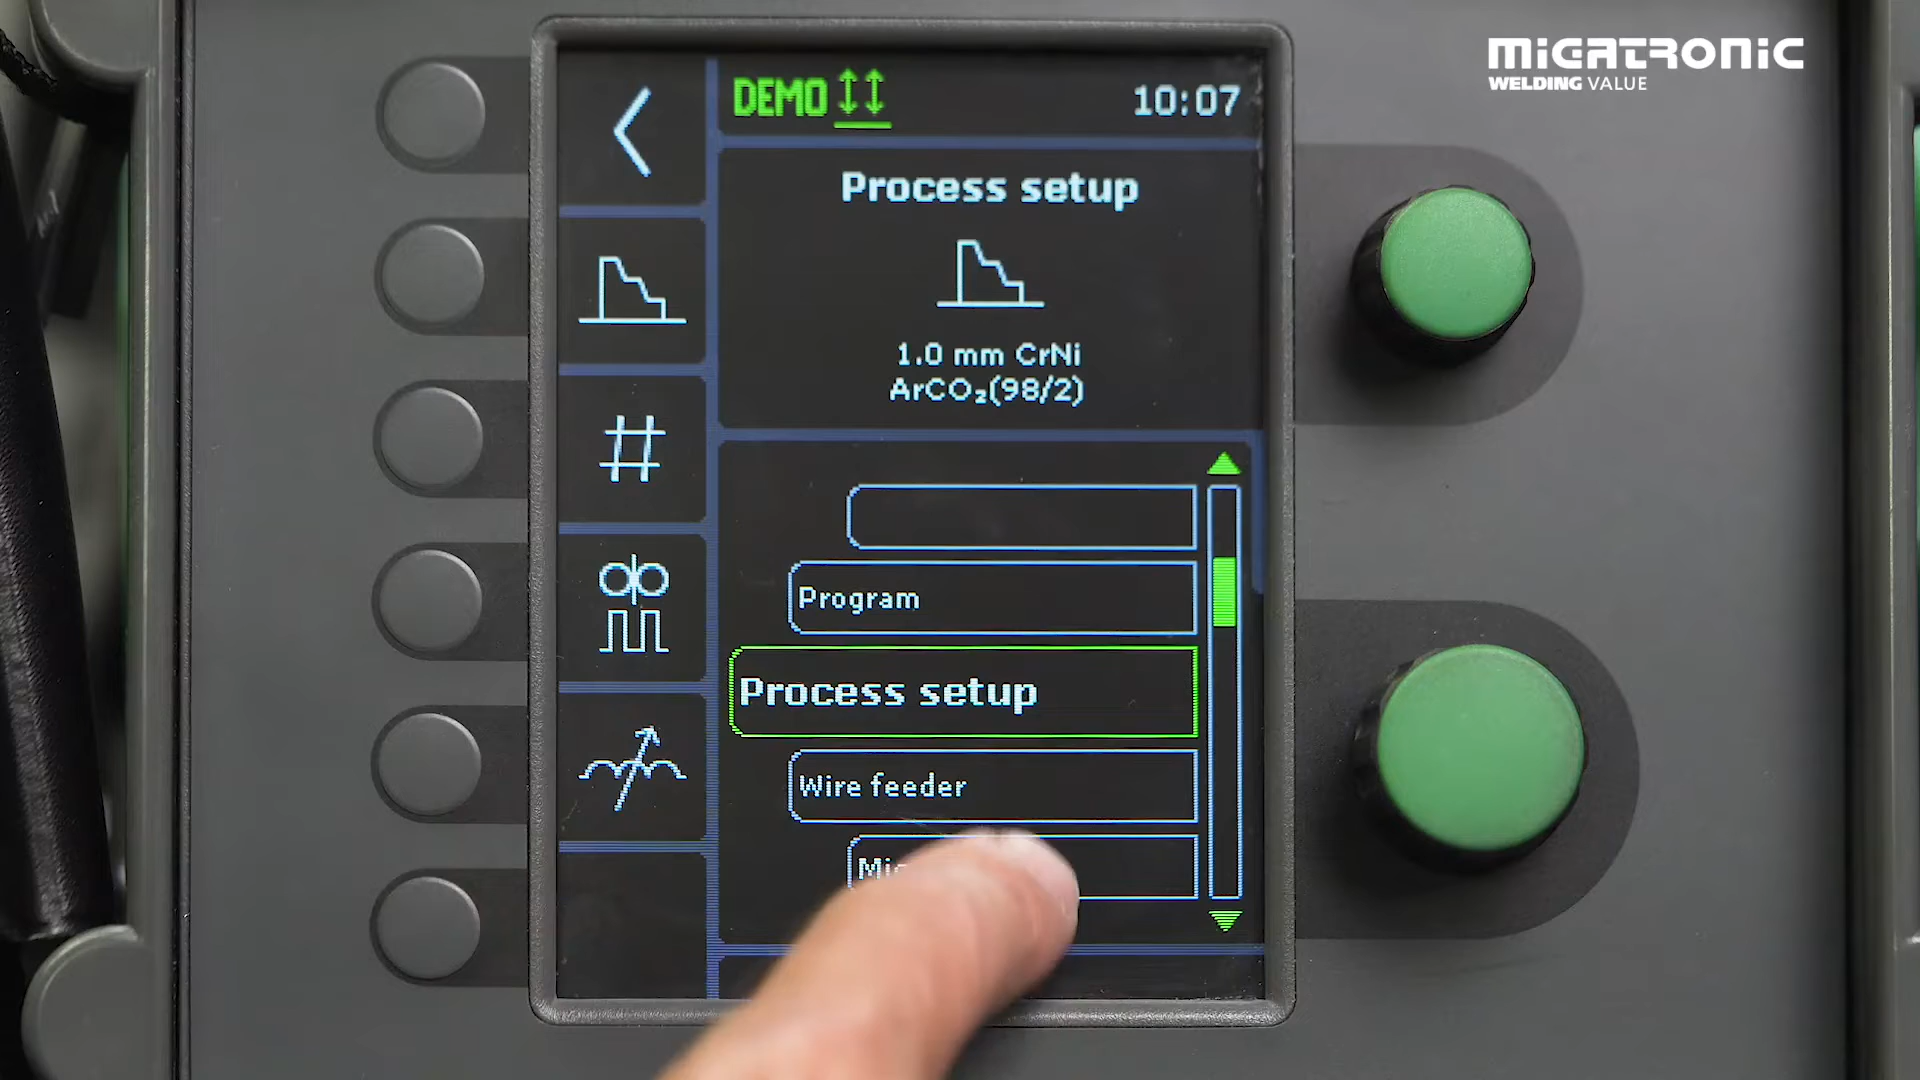 MIGATRONIC
WELDING VALUE
DEMO
10:07
Process setup
1.0 mm CrNi
ArCO₂(98/2)
Program
Process setup
Wire feeder